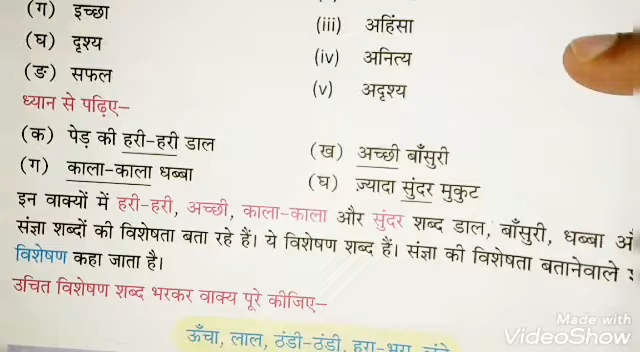 (ग) इच्छा
(iii) अहिंसा
(घ) दृश्य
(iv) अनित्य
(ङ) सफल
(v) अदृश्य
ध्यान से पढ़िए–
(क) पेड़ की हरी-हरी डाल
(ख) अच्छी बाँसुरी
(ग) काला-काला धब्बा
(घ) ज़्यादा सुंदर मुकुट
इन वाक्यों में हरी-हरी, अच्छी, काला-काला और सुंदर शब्द डाल, बाँसुरी, धब्बा
संज्ञा शब्दों की विशेषता बता रहे हैं। ये विशेषण शब्द हैं। संज्ञा की विशेषता बतानेवाले
विशेषण कहा जाता है।
उचित विशेषण शब्द भरकर वाक्य पूरे कीजिए–
ऊँचा, लाल, ठंडी-ठंडी, हरा-भरा,
Made with
VideoShow